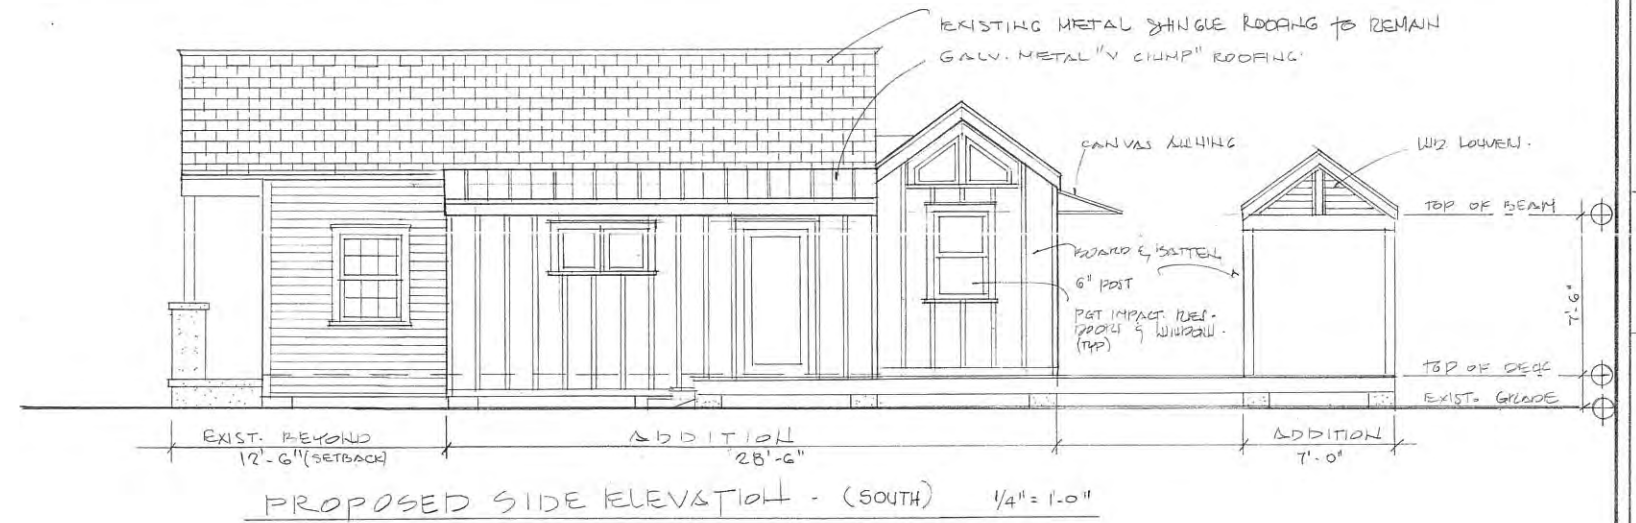 EXISTING METAL SHINGLE ROOFING TO REMAIN
GALV. METAL "V CRIMP" ROOFING.
CANVAS AWNING
WD LOUVER.
TOP OF BEAM
BOARD & BATTEN
6" POST
PGT IMPACT. RES.
DOORS & WINDOW.
(TYP)
7'-6"
TOP OF DECK
EXIST. GRADE
EXIST. BEYOND
12'-6" (SETBACK)
ADDITION
28'-6"
ADDITION
7'-0"
PROPOSED SIDE ELEVATION - (SOUTH) 1/4" = 1'-0"